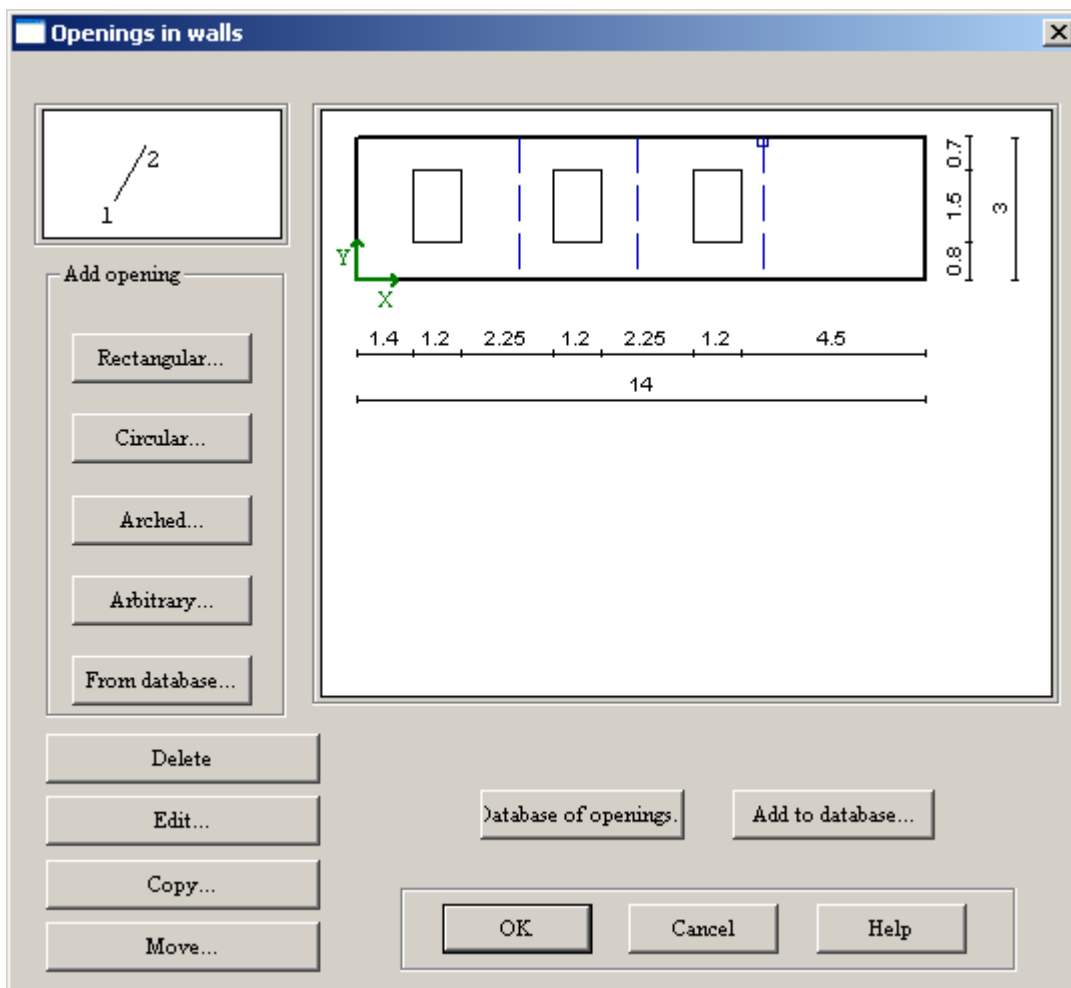 Openings in walls
2
1
Add opening
Rectangular...
Circular...
Arched...
Arbitrary...
From database...
Delete
Edit...
Copy...
Move...
Y
X
0.7
1.5
0.8
3
1.4 1.2 2.25 1.2 2.25 1.2 4.5
14
Database of openings.
Add to database...
OK
Cancel
Help